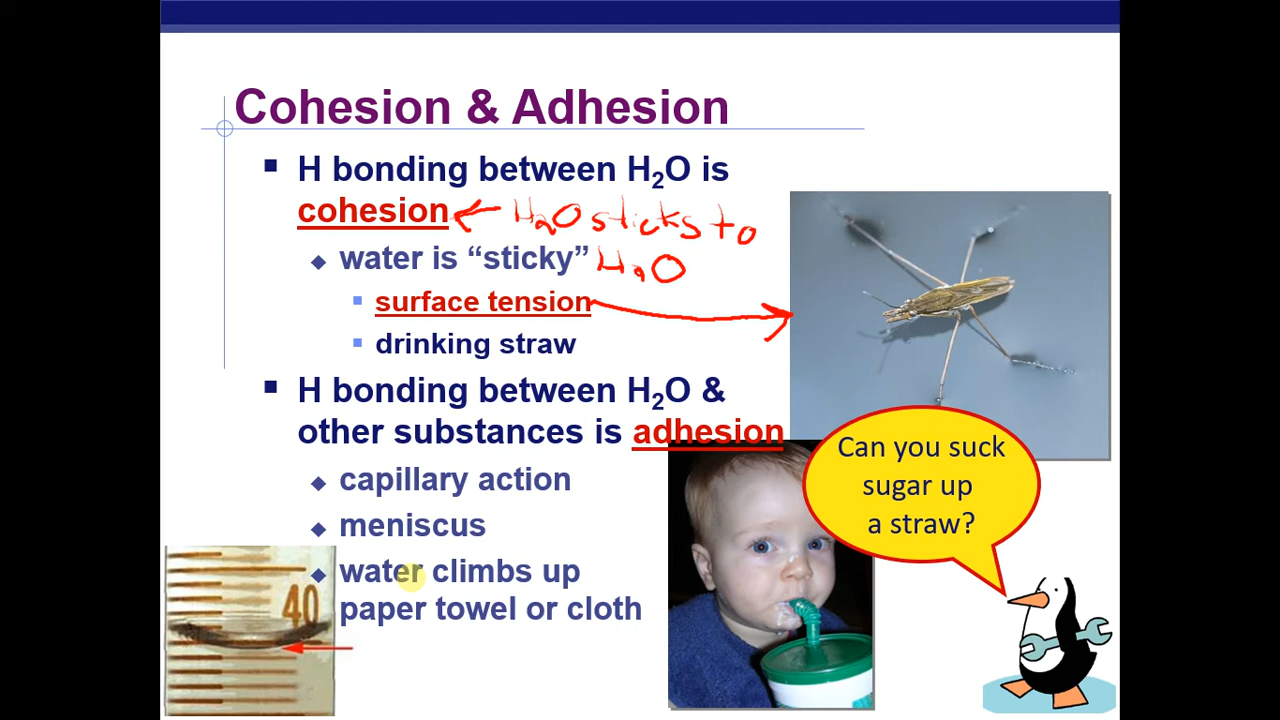 Cohesion & Adhesion
H bonding between H₂O is
cohesion ← H₂O sticks to
water is “sticky” H₂O
surface tension
drinking straw
H bonding between H₂O &
other substances is adhesion
capillary action
meniscus
water climbs up
paper towel or cloth
40
Can you suck
sugar up
a straw?